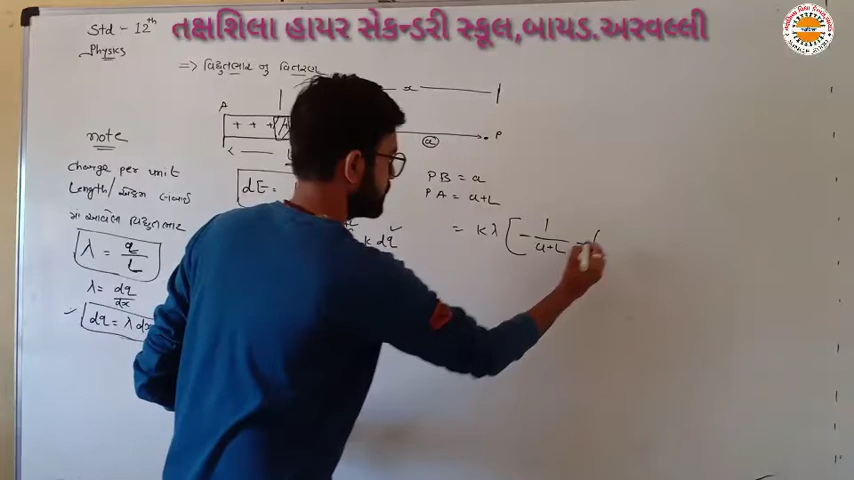 તક્ષશિલા હાયર સેકન્ડરી સ્કૂલ,બાયડ.અરવલ્લી
Std - 12th
Physics
=> વિદ્યુતભાર નુ વિતરણ
x
A
+ + +
a
P
note
Charge per unit
Length/એકમ લંબાઈ
માં આવેલ વિદ્યુતભાર
λ = q/L
λ = dq/dx
✓ dq = λ dx
dE =
k dq ✓
PB = a
PA = a+L
= Kλ [ - 1/(a+L) - (